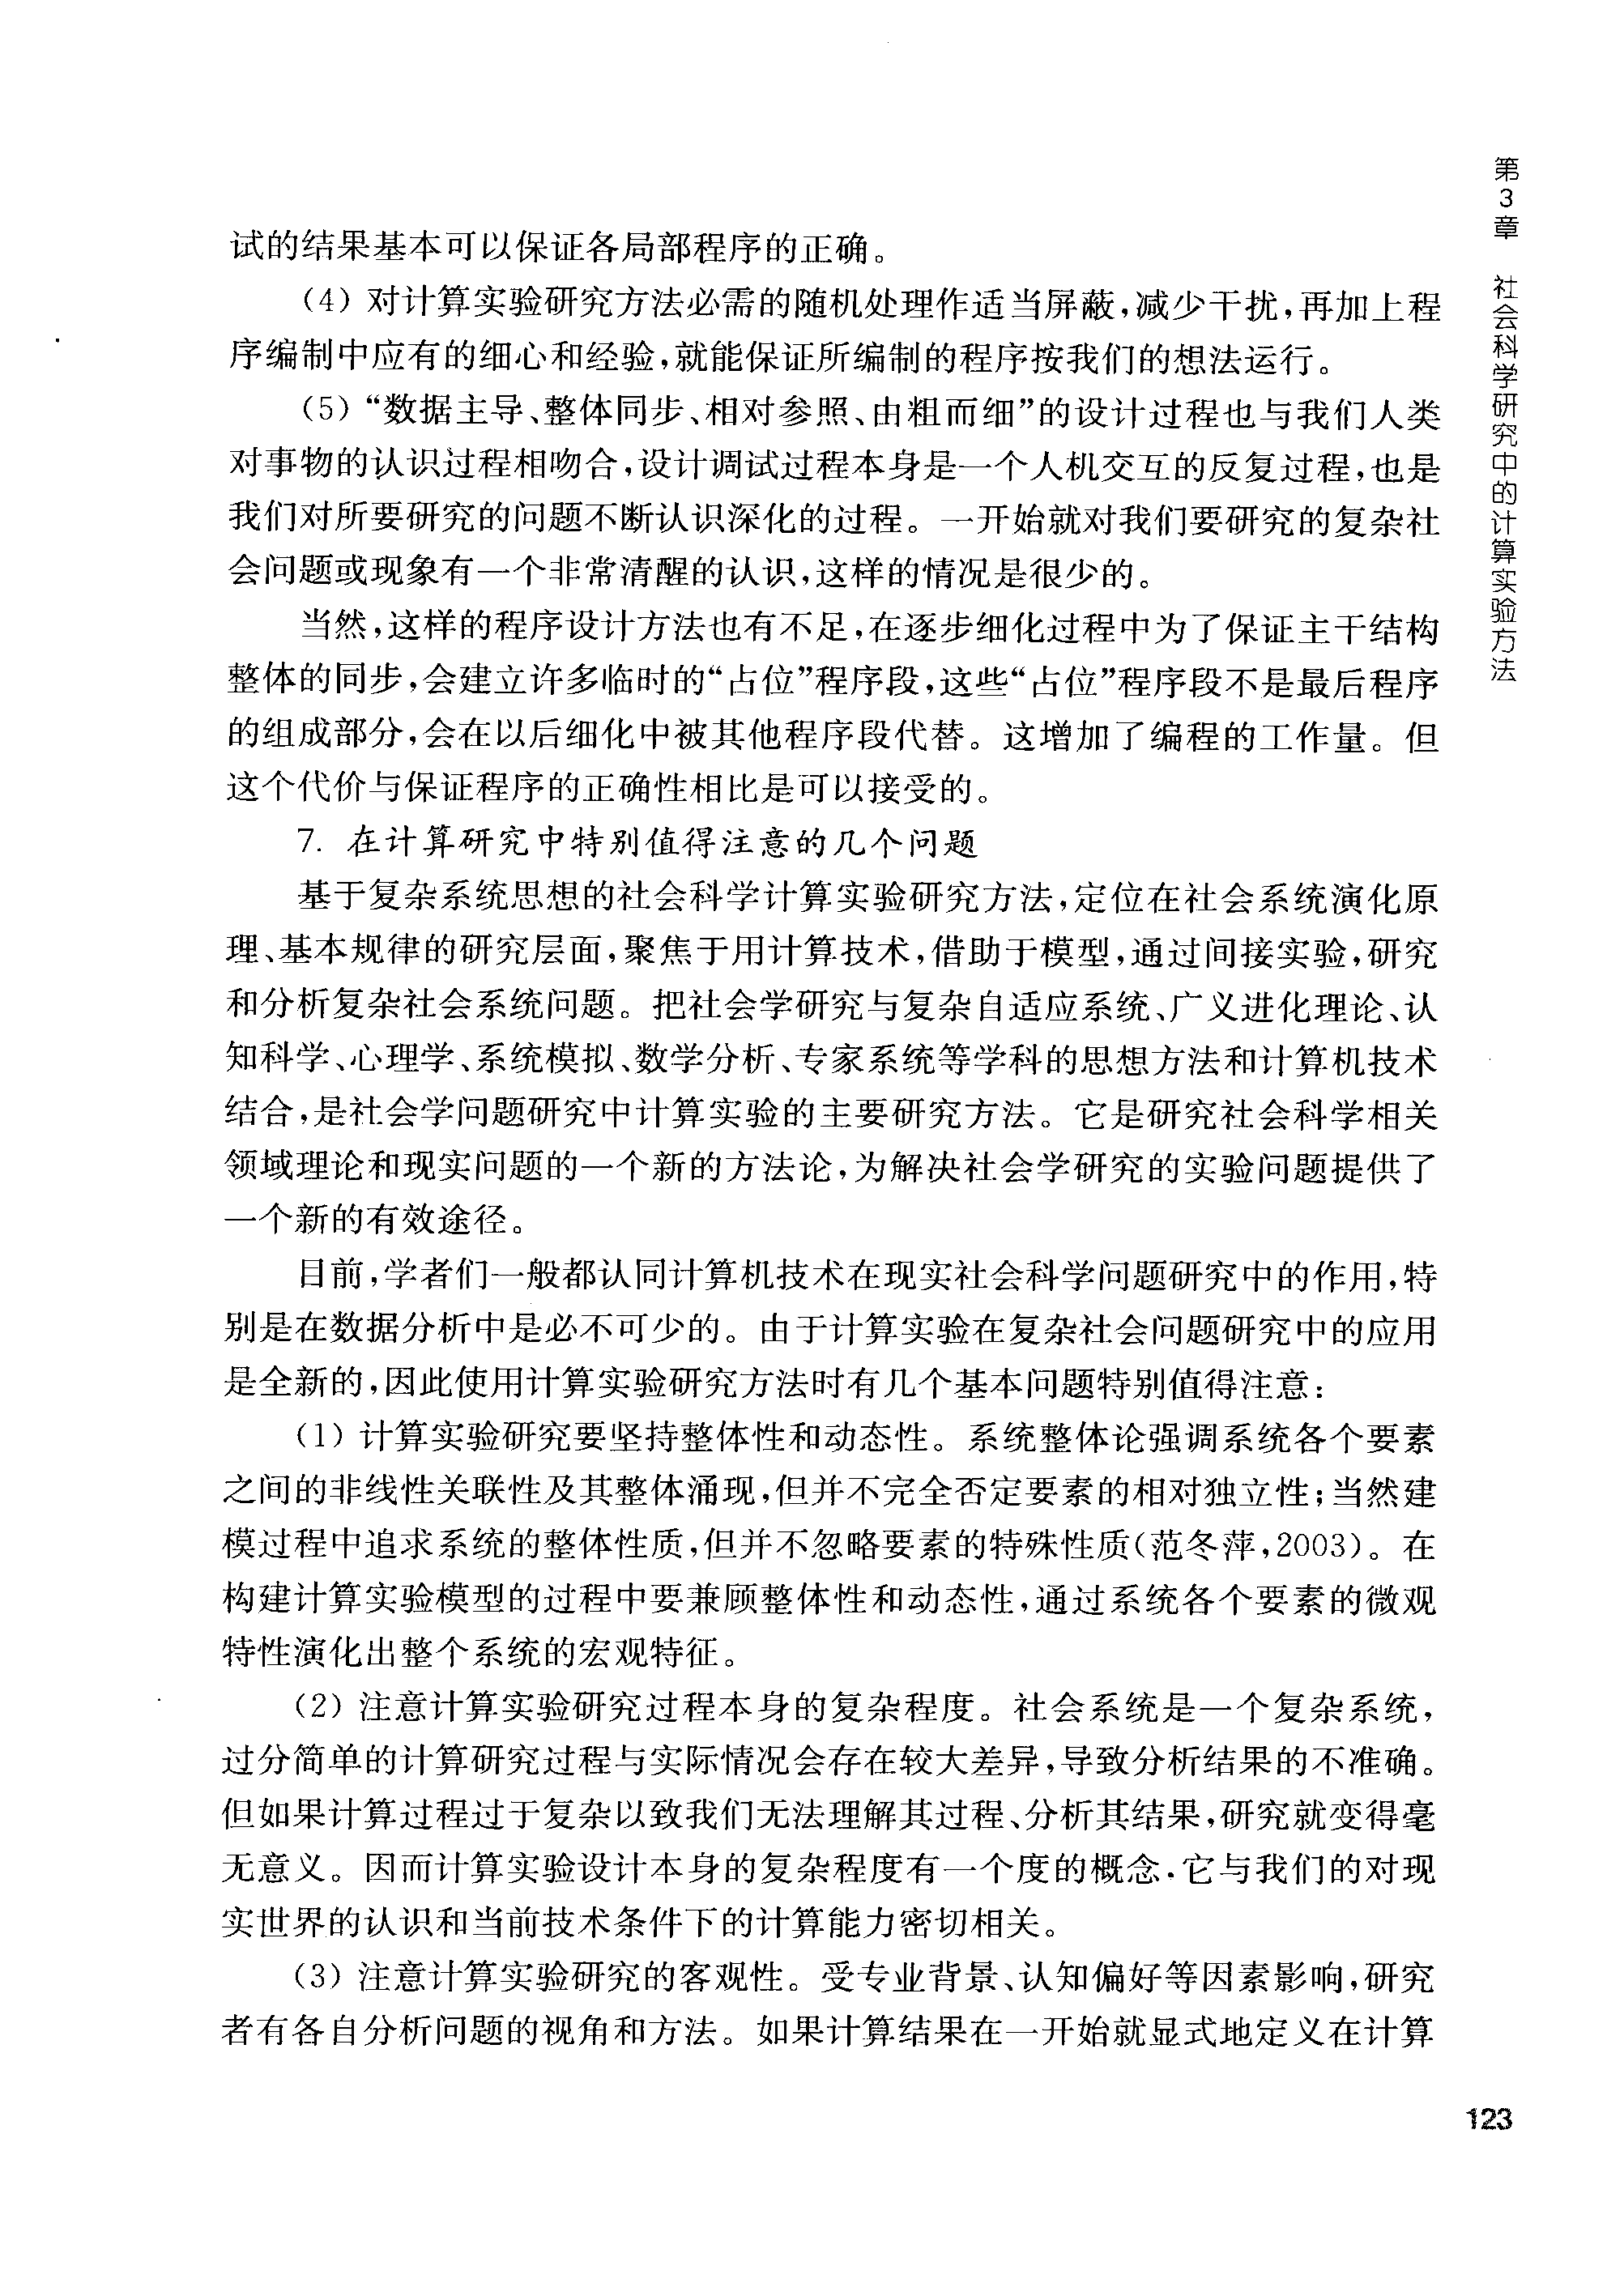 第3章 社会科学研究中的计算实验方法
试的结果基本可以保证各局部程序的正确。
（4）对计算实验研究方法必需的随机处理作适当屏蔽，减少干扰，再加上程
序编制中应有的细心和经验，就能保证所编制的程序按我们的想法运行。
（5）“数据主导、整体同步、相对参照、由粗而细”的设计过程也与我们人类
对事物的认识过程相吻合，设计调试过程本身是一个人机交互的反复过程，也是
我们对所要研究的问题不断认识深化的过程。一开始就对我们要研究的复杂社
会问题或现象有一个非常清醒的认识，这样的情况是很少的。
当然，这样的程序设计方法也有不足，在逐步细化过程中为了保证主干结构
整体的同步，会建立许多临时的“占位”程序段，这些“占位”程序段不是最后程序
的组成部分，会在以后细化中被其他程序段代替。这增加了编程的工作量。但
这个代价与保证程序的正确性相比是可以接受的。
7. 在计算研究中特别值得注意的几个问题
基于复杂系统思想的社会科学计算实验研究方法，定位在社会系统演化原
理、基本规律的研究层面，聚焦于用计算技术，借助于模型，通过间接实验，研究
和分析复杂社会系统问题。把社会学研究与复杂自适应系统、广义进化理论、认
知科学、心理学、系统模拟、数学分析、专家系统等学科的思想方法和计算机技术
结合，是社会学问题研究中计算实验的主要研究方法。它是研究社会科学相关
领域理论和现实问题的一个新的方法论，为解决社会学研究的实验问题提供了
一个新的有效途径。
目前，学者们一般都认同计算机技术在现实社会科学问题研究中的作用，特
别是在数据分析中是必不可少的。由于计算实验在复杂社会问题研究中的应用
是全新的，因此使用计算实验研究方法时有几个基本问题特别值得注意：
（1）计算实验研究要坚持整体性和动态性。系统整体论强调系统各个要素
之间的非线性关联性及其整体涌现，但并不完全否定要素的相对独立性；当然建
模过程中追求系统的整体性质，但并不忽略要素的特殊性质（范冬萍，2003）。在
构建计算实验模型的过程中要兼顾整体性和动态性，通过系统各个要素的微观
特性演化出整个系统的宏观特征。
（2）注意计算实验研究过程本身的复杂程度。社会系统是一个复杂系统，
过分简单的计算研究过程与实际情况会存在较大差异，导致分析结果的不准确。
但如果计算过程过于复杂以致我们无法理解其过程、分析其结果，研究就变得毫
无意义。因而计算实验设计本身的复杂程度有一个度的概念，它与我们的对现
实世界的认识和当前技术条件下的计算能力密切相关。
（3）注意计算实验研究的客观性。受专业背景、认知偏好等因素影响，研究
者有各自分析问题的视角和方法。如果计算结果在一开始就显式地定义在计算
123